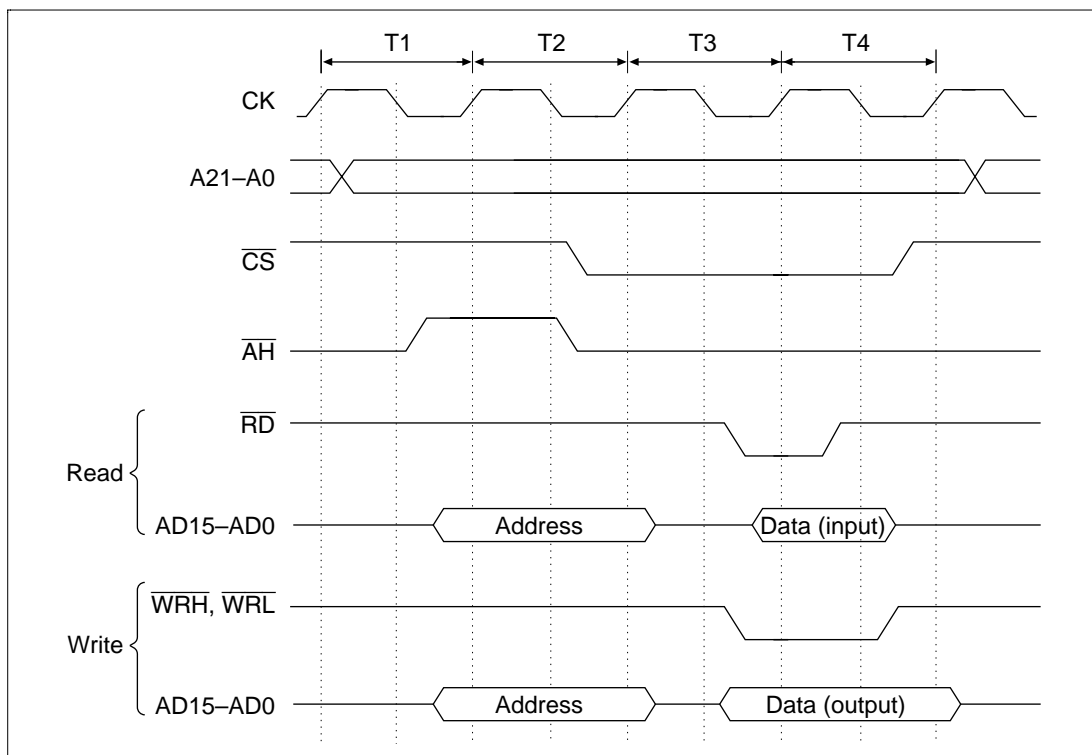 T1 T2 T3 T4
CK
A21–A0
CS
AH
RD
Read
AD15–AD0 Address Data (input)
WRH, WRL
Write
AD15–AD0 Address Data (output)